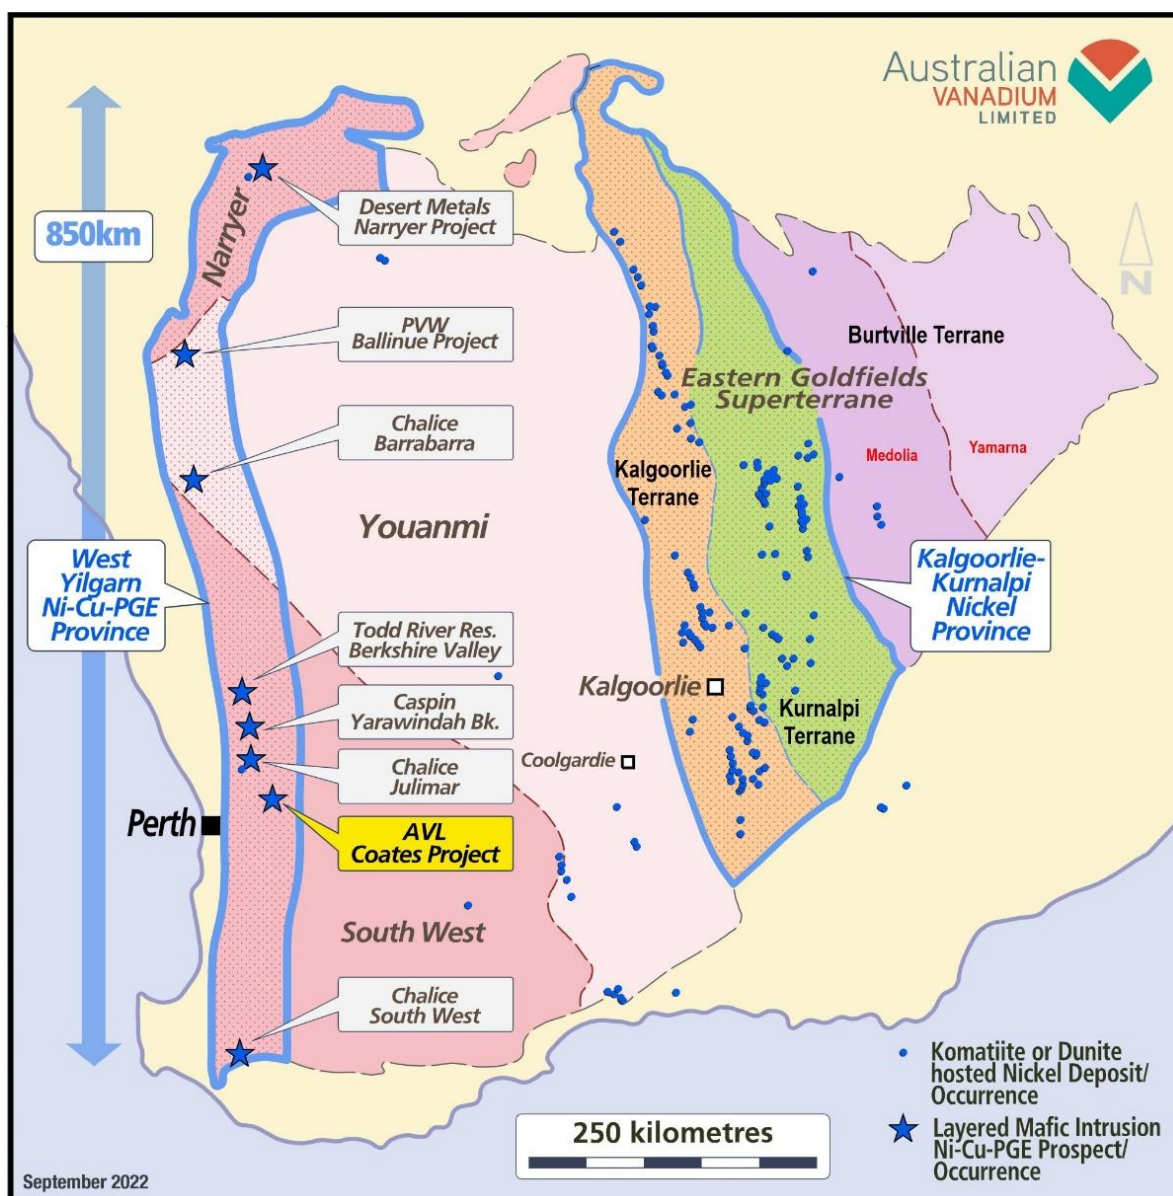 Australian
VANADIUM
LIMITED
850km
Narryer
Desert Metals
Narryer Project
N
PVW
Ballinue Project
Burtville Terrane
Eastern Goldfields
Superterrane
Chalice
Barrabarra
Medolia
Yamarna
Kalgoorlie
Terrane
Youanmi
West
Yilgarn
Ni-Cu-PGE
Province
Kalgoorlie-
Kurnalpi
Nickel
Province
Todd River Res.
Berkshire Valley
Kalgoorlie
Caspin
Yarawindah Bk.
Kurnalpi
Terrane
Chalice
Julimar
Coolgardie
Perth
AVL
Coates Project
South West
Chalice
South West
Komatiite or Dunite
hosted Nickel Deposit/
Occurrence
250 kilometres
Layered Mafic Intrusion
Ni-Cu-PGE Prospect/
Occurrence
September 2022